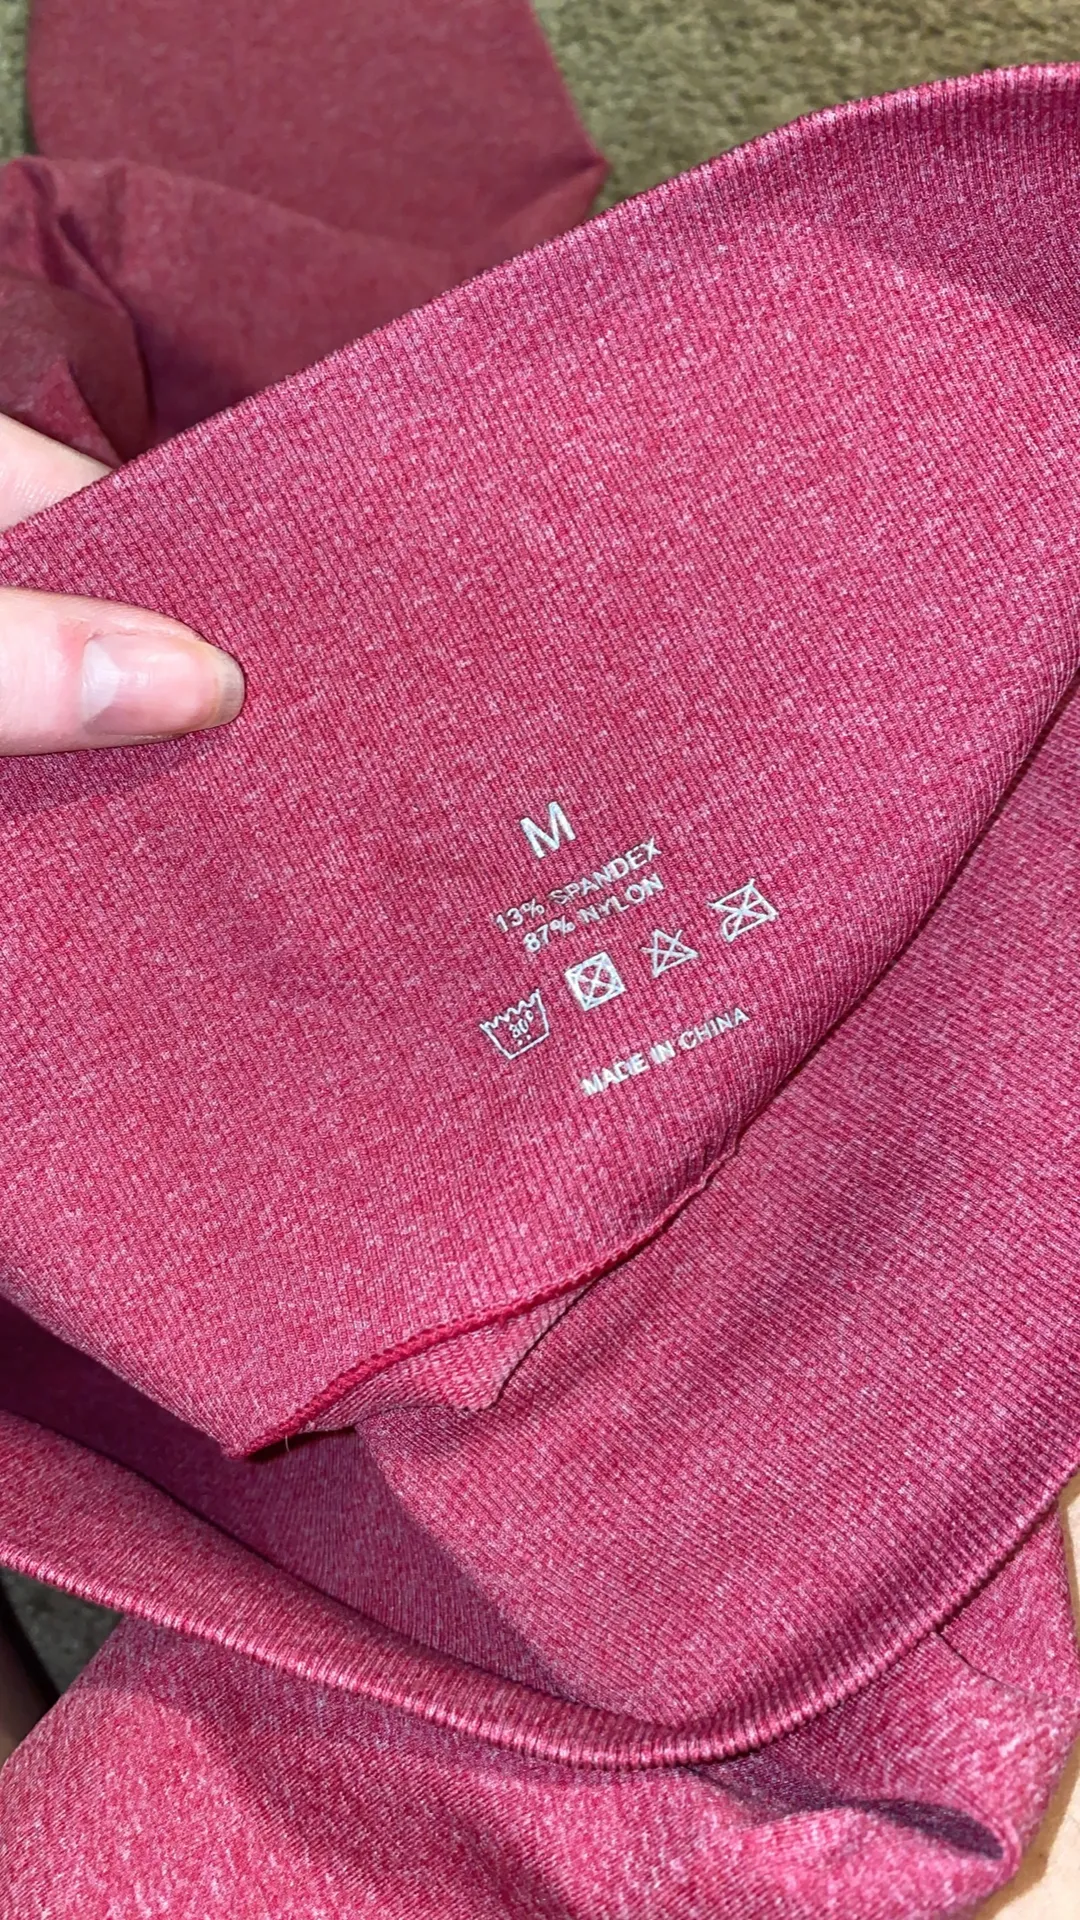 M
13% SPANDEX
87% NYLON
30°
MADE IN CHINA